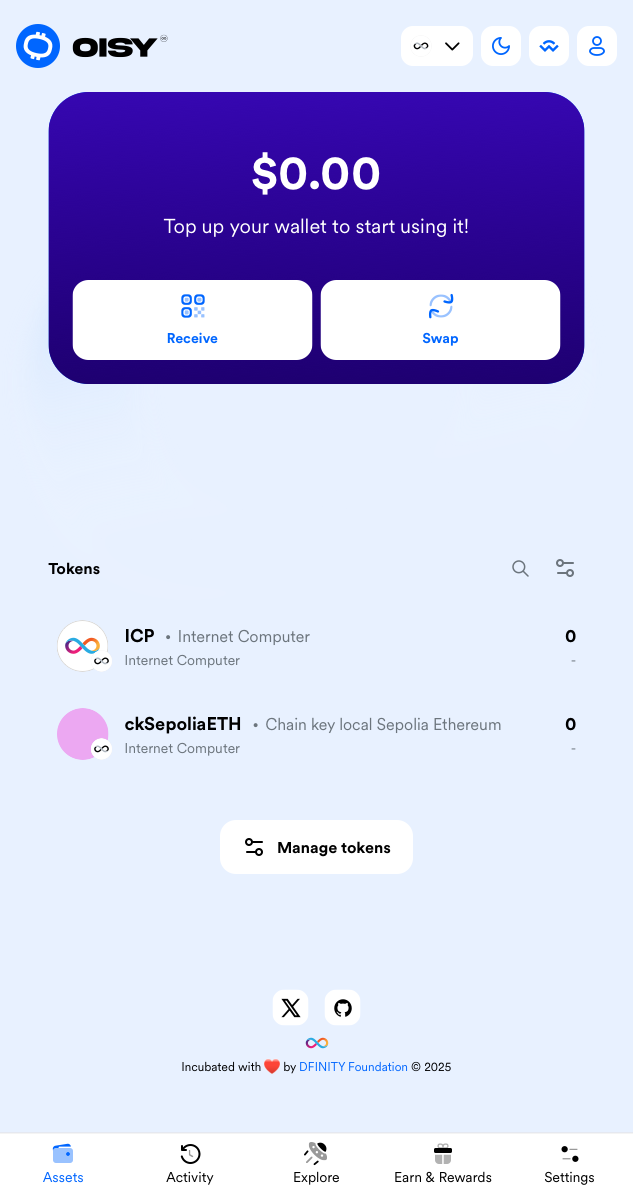 OISY
$0.00
Top up your wallet to start using it!
Receive
Swap
Tokens
ICP • Internet Computer
0
Internet Computer
-
ckSepoliaETH • Chain key local Sepolia Ethereum
0
Internet Computer
-
Manage tokens
Incubated with ❤️ by DFINITY Foundation © 2025
Assets
Activity
Explore
Earn & Rewards
Settings